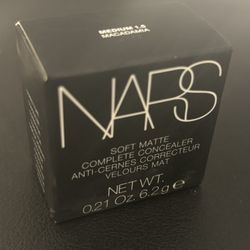 MEDIUM 1.5
MACADAMIA
NARS
SOFT MATTE
COMPLETE CONCEALER
ANTI-CERNES CORRECTEUR
VELOURS MAT
NET WT.
0.21 Oz. 6.2 g e